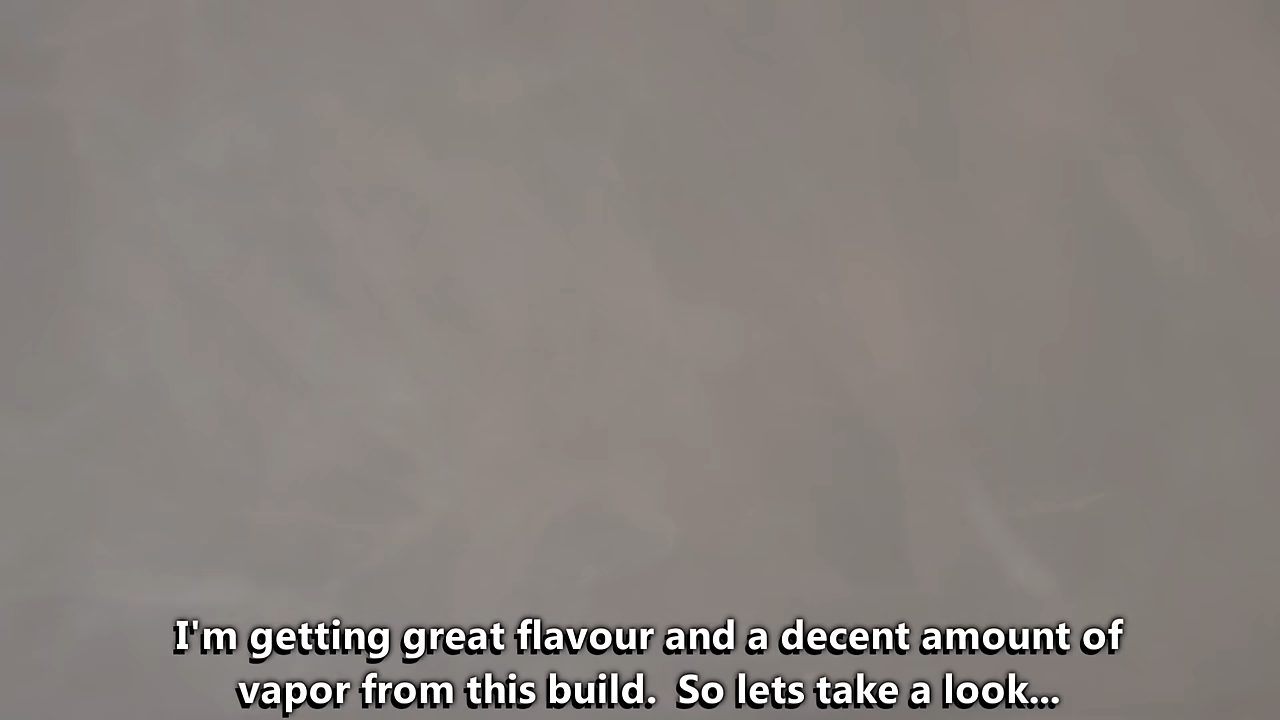 I'm getting great flavour and a decent amount of
vapor from this build.  So lets take a look...